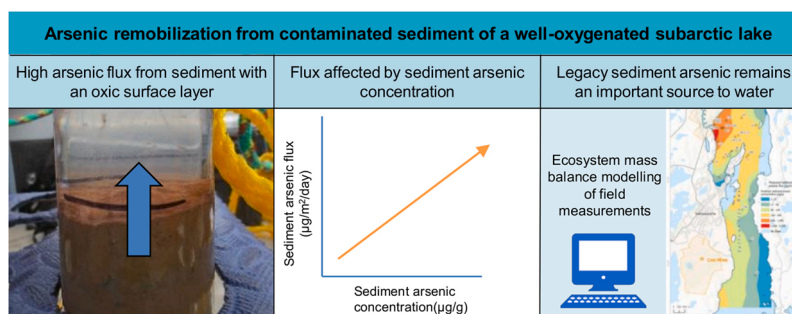 Arsenic remobilization from contaminated sediment of a well-oxygenated subarctic lake
High arsenic flux from sediment with
an oxic surface layer
Flux affected by sediment arsenic
concentration
Legacy sediment arsenic remains
an important source to water
Sediment arsenic flux
(µg/m²/day)
Sediment arsenic
concentration(µg/g)
Ecosystem mass
balance modelling
of field
measurements